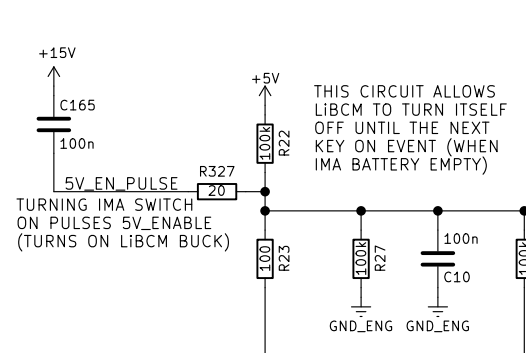 +15V
C165
100n
+5V
100k
R22
THIS CIRCUIT ALLOWS
LiBCM TO TURN ITSELF
OFF UNTIL THE NEXT
KEY ON EVENT (WHEN
IMA BATTERY EMPTY)
R327
5V_EN_PULSE
20
TURNING IMA SWITCH
ON PULSES 5V_ENABLE
(TURNS ON LiBCM BUCK)
100
R23
100k
R27
100n
C10
100k
GND_ENG
GND_ENG